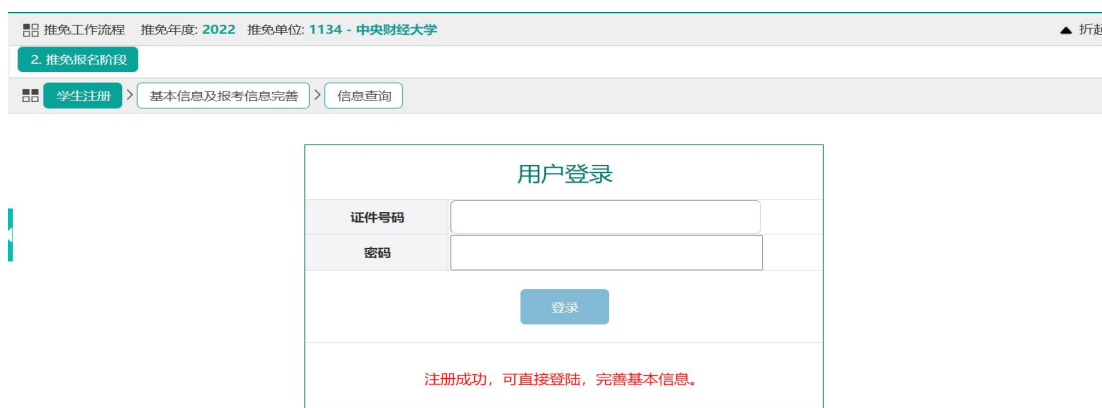 推免工作流程 推免年度: 2022 推免单位: 1134 - 中央财经大学 ▲ 折起
2. 推免报名阶段
学生注册 > 基本信息及报考信息完善 > 信息查询
用户登录
证件号码
密码
登录
注册成功，可直接登陆，完善基本信息。